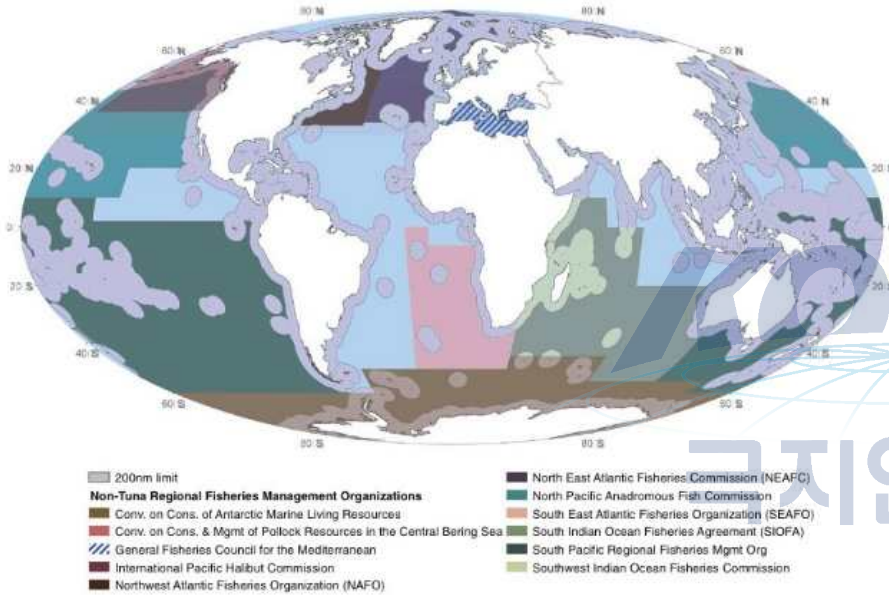 80 N
80 N
60 N
60 N
40 N
40 N
20 N
20 N
0
0
20 S
20 S
40 S
40 S
60 S
60 S
80 S
80 S
200nm limit
Non-Tuna Regional Fisheries Management Organizations
Conv. on Cons. of Antarctic Marine Living Resources
Conv. on Cons. & Mgmt of Pollock Resources in the Central Bering Sea
General Fisheries Council for the Mediterranean
International Pacific Halibut Commission
Northwest Atlantic Fisheries Organization (NAFO)
North East Atlantic Fisheries Commission (NEAFC)
North Pacific Anadromous Fish Commission
South East Atlantic Fisheries Organization (SEAFO)
South Indian Ocean Fisheries Agreement (SIOFA)
South Pacific Regional Fisheries Mgmt Org
Southwest Indian Ocean Fisheries Commission